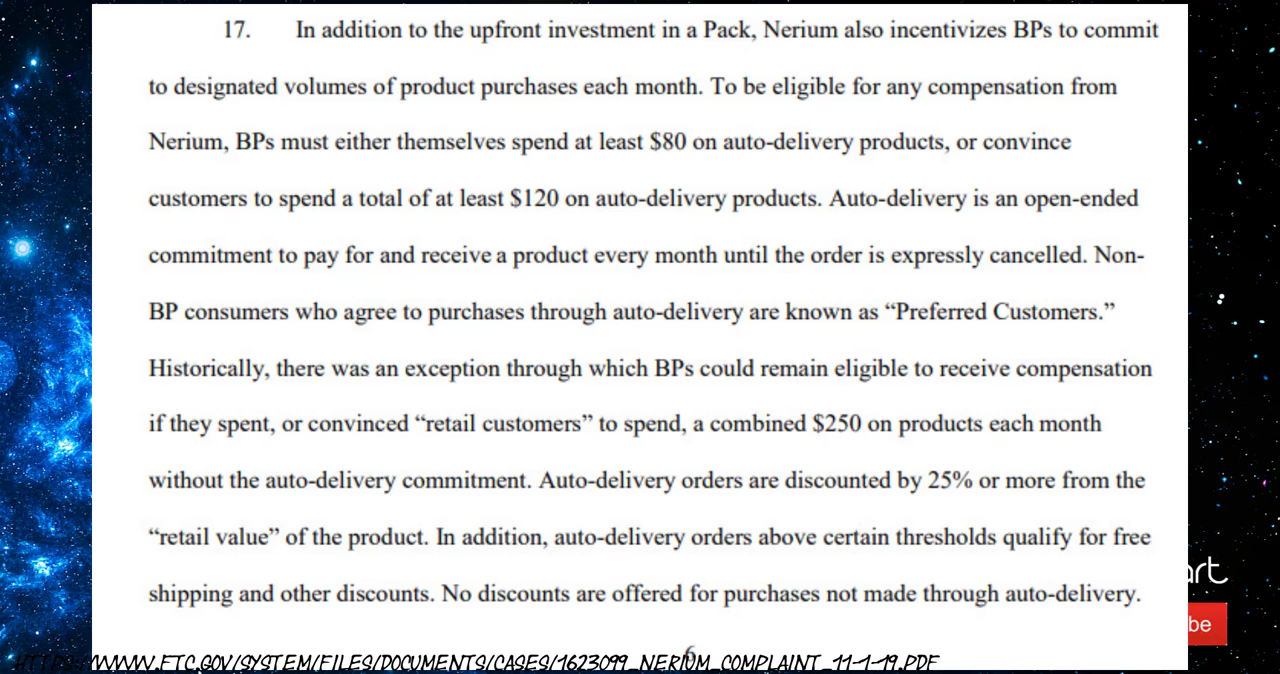 17. In addition to the upfront investment in a Pack, Nerium also incentivizes BPs to commit
to designated volumes of product purchases each month. To be eligible for any compensation from
Nerium, BPs must either themselves spend at least $80 on auto-delivery products, or convince
customers to spend a total of at least $120 on auto-delivery products. Auto-delivery is an open-ended
commitment to pay for and receive a product every month until the order is expressly cancelled. Non-
BP consumers who agree to purchases through auto-delivery are known as “Preferred Customers.”
Historically, there was an exception through which BPs could remain eligible to receive compensation
if they spent, or convinced “retail customers” to spend, a combined $250 on products each month
without the auto-delivery commitment. Auto-delivery orders are discounted by 25% or more from the
“retail value” of the product. In addition, auto-delivery orders above certain thresholds qualify for free
shipping and other discounts. No discounts are offered for purchases not made through auto-delivery.
art
be
6
HTTPS://WWW.FTC.GOV/SYSTEM/FILES/DOCUMENTS/CASES/1623099_NERIUM_COMPLAINT_11-1-19.PDF